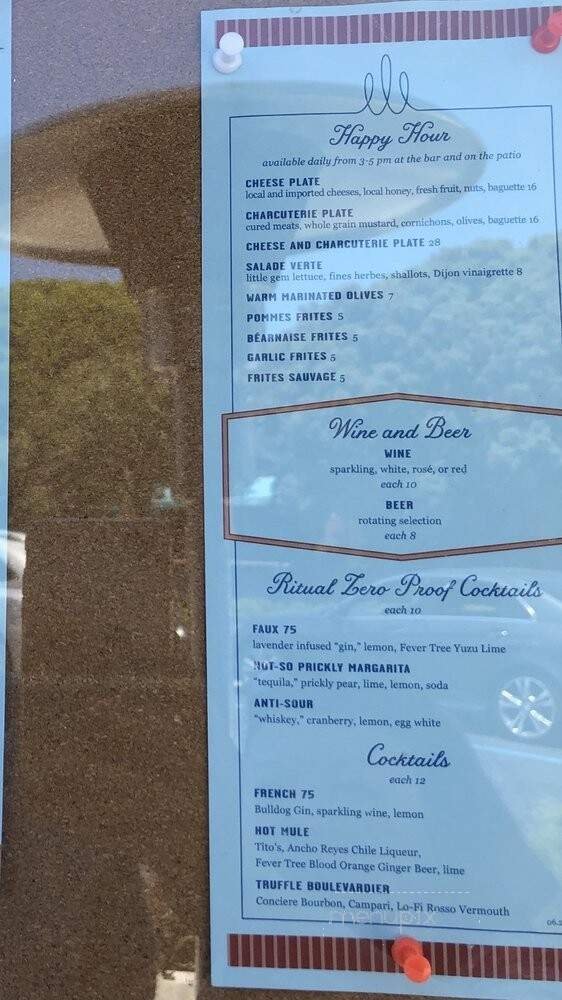 Happy Hour
available daily from 3-5 pm at the bar and on the patio
CHEESE PLATE
local and imported cheeses, local honey, fresh fruit, nuts, baguette 16
CHARCUTERIE PLATE
cured meats, whole grain mustard, cornichons, olives, baguette 16
CHEESE AND CHARCUTERIE PLATE 28
SALADE VERTE
little gem lettuce, fines herbes, shallots, Dijon vinaigrette 8
WARM MARINATED OLIVES 7
POMMES FRITES 5
BÉARNAISE FRITES 5
GARLIC FRITES 5
FRITES SAUVAGE 5
Wine and Beer
WINE
sparkling, white, rosé, or red
each 10
BEER
rotating selection
each 8
Ritual Zero Proof Cocktails
each 10
FAUX 75
lavender infused "gin," lemon, Fever Tree Yuzu Lime
NOT-SO PRICKLY MARGARITA
"tequila," prickly pear, lime, lemon, soda
ANTI-SOUR
"whiskey," cranberry, lemon, egg white
Cocktails
each 12
FRENCH 75
Bulldog Gin, sparkling wine, lemon
HOT MULE
Tito's, Ancho Reyes Chile Liqueur,
Fever Tree Blood Orange Ginger Beer, lime
TRUFFLE BOULEVARDIER
Conciere Bourbon, Campari, Lo-Fi Rosso Vermouth
menupix